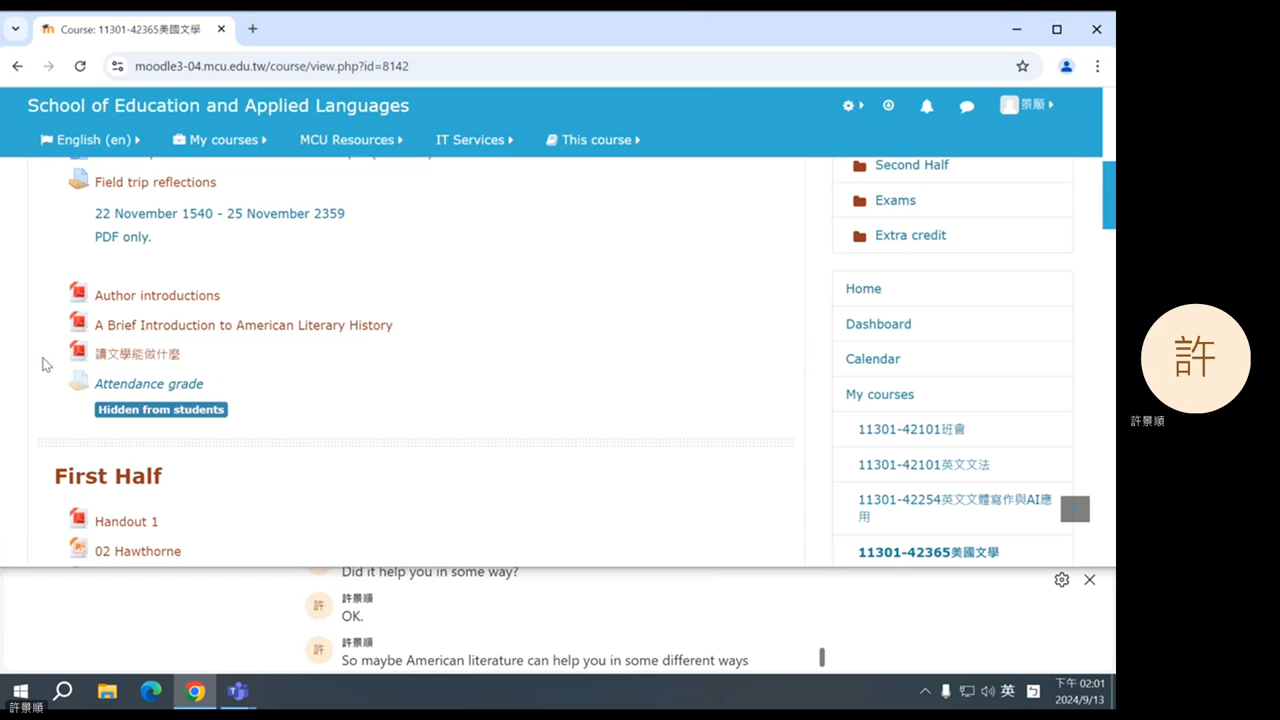 Course: 11301-42365美國文學
moodle3-04.mcu.edu.tw/course/view.php?id=8142
School of Education and Applied Languages
景順
English (en)
My courses
MCU Resources
IT Services
This course
Field trip reflections
22 November 1540 - 25 November 2359
PDF only.
Author introductions
A Brief Introduction to American Literary History
讀文學能做什麼
Attendance grade
Hidden from students
First Half
Handout 1
02 Hawthorne
Second Half
Exams
Extra credit
Home
Dashboard
Calendar
My courses
11301-42101班會
11301-42101英文文法
11301-42254英文文體寫作與AI應
用
11301-42365美國文學
Did it help you in some way?
許
許景順
OK.
許
許景順
So maybe American literature can help you in some different ways
英
下午 02:01
2024/9/13
許景順
許
許景順